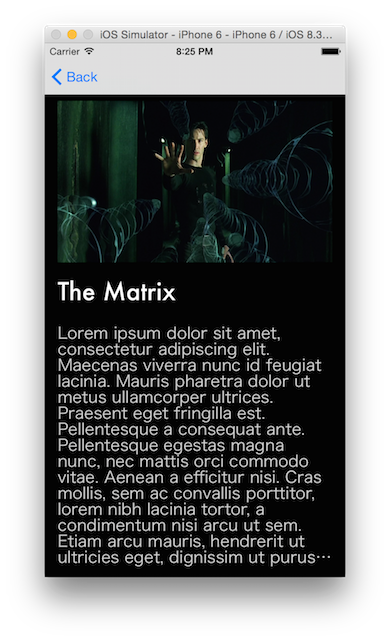 iOS Simulator - iPhone 6 - iPhone 6 / iOS 8.3…
Carrier 8:25 PM
Back
The Matrix
Lorem ipsum dolor sit amet,
consectetur adipiscing elit.
Maecenas viverra nunc id feugiat
lacinia. Mauris pharetra dolor ut
metus ullamcorper ultrices.
Praesent eget fringilla est.
Pellentesque a consequat ante.
Pellentesque egestas magna
nunc, nec mattis orci commodo
vitae. Aenean a efficitur nisi. Cras
mollis, sem ac convallis porttitor,
lorem nibh lacinia tortor, a
condimentum nisi arcu ut sem.
Etiam arcu mauris, hendrerit ut
ultricies eget, dignissim ut purus…